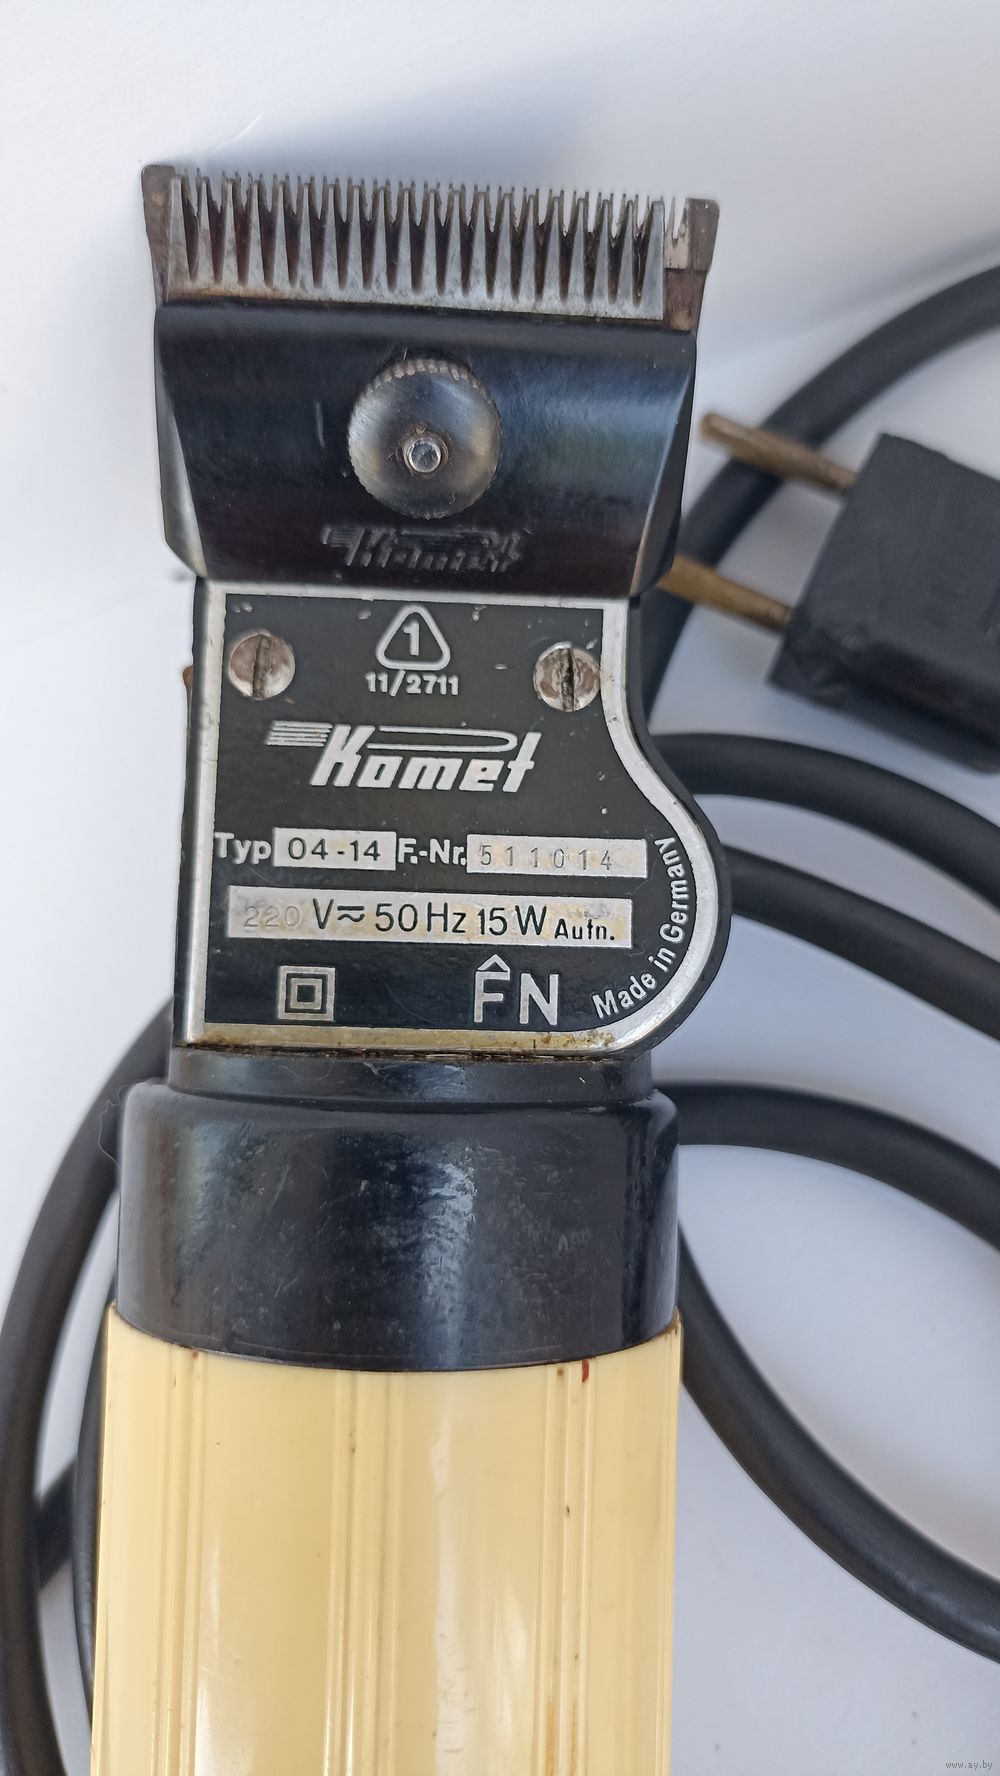 Komet
1
11/2711
Komet
Typ 04-14 F.-Nr. 511014
220 V≂ 50 Hz 15 W Aufn.
F̂N
Made in Germany
www.ay.by